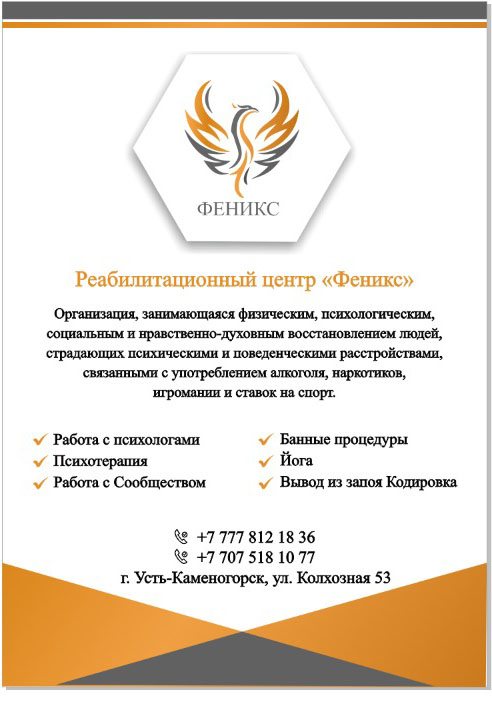 ФЕНИКС
Реабилитационный центр «Феникс»
Организация, занимающаяся физическим, психологическим,
социальным и нравственно-духовным восстановлением людей,
страдающих психическими и поведенческими расстройствами,
связанными с употреблением алкоголя, наркотиков,
игромании и ставок на спорт.
Работа с психологами
Психотерапия
Работа с Сообществом
Банные процедуры
Йога
Вывод из запоя Кодировка
+7 777 812 18 36
+7 707 518 10 77
г. Усть-Каменогорск, ул. Колхозная 53